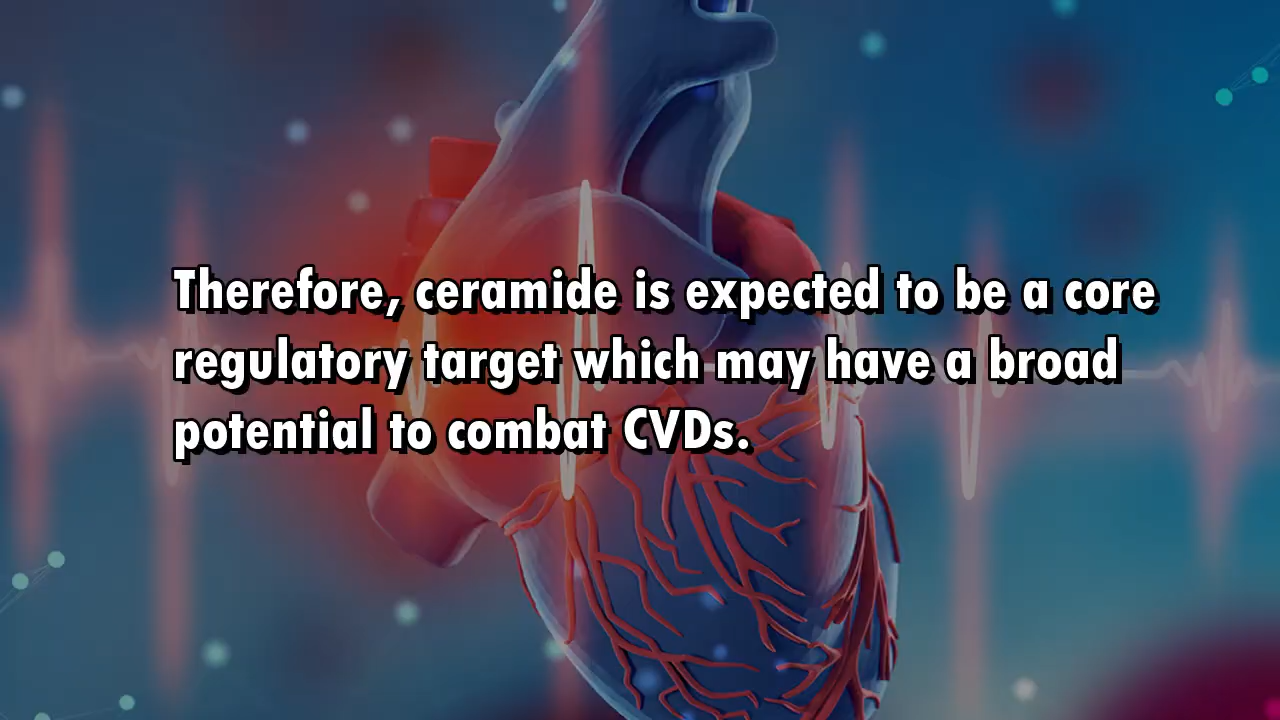 Therefore, ceramide is expected to be a core
regulatory target which may have a broad
potential to combat CVDs.